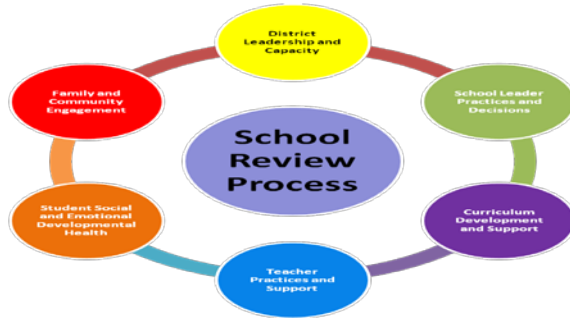 District
Leadership and
Capacity
Family and
Community
Engagement
School Leader
Practices and
Decisions
School
Review
Process
Student Social
and Emotional
Developmental
Health
Curriculum
Development
and Support
Teacher
Practices and
Support